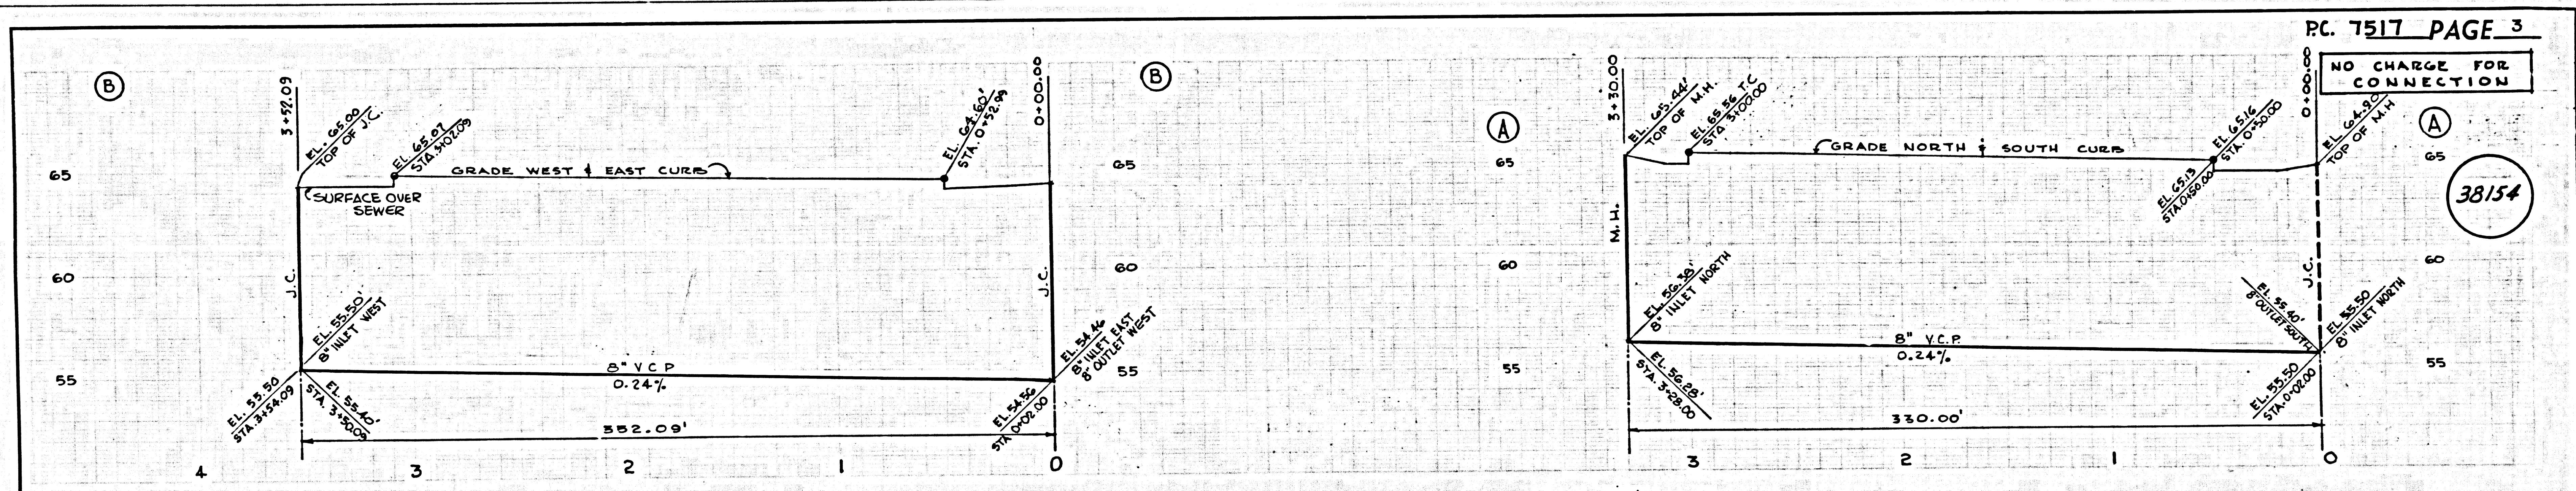 P.C. 7517 PAGE 3
NO CHARGE FOR
CONNECTION
B
3+52.09
EL. 65.00
TOP OF J.C.
EL. 65.07
STA. 3+02.09
GRADE WEST & EAST CURB
EL. 64.60'
STA. 0+52.99
0+00.00
B
65
65
(SURFACE OVER
SEWER
60
60
J.C.
J.C.
EL. 55.50'
8" INLET WEST
EL. 54.46
8" INLET EAST
8" OUTLET WEST
55
55
8" V C P
0.24%
EL. 55.50
STA. 3+54.09
EL. 55.40'
STA. 3+50.09
EL. 54.56
STA 0+02.00
352.09'
4
3
2
1
0
3+30.00
EL. 65.44'
TOP OF M.H.
EL 65.56 T.C
STA. 3+00.00
A
65
GRADE NORTH & SOUTH CURB
EL 65.16
STA. 0+50.00
EL 65.13
STA. 0+50.00
0+00.00
EL. 64.90
TOP OF M.H
A
65
38154
M.H.
60
60
J.C.
EL. 56.38'
8" INLET NORTH
EL. 55.40'
8" OUTLET SOUTH
EL. 55.50
8" INLET NORTH
55
55
8" V.C.P.
0.24%
EL. 56.28'
STA. 3+28.00
EL. 55.50
STA. 0+02.00
330.00'
3
2
1
0